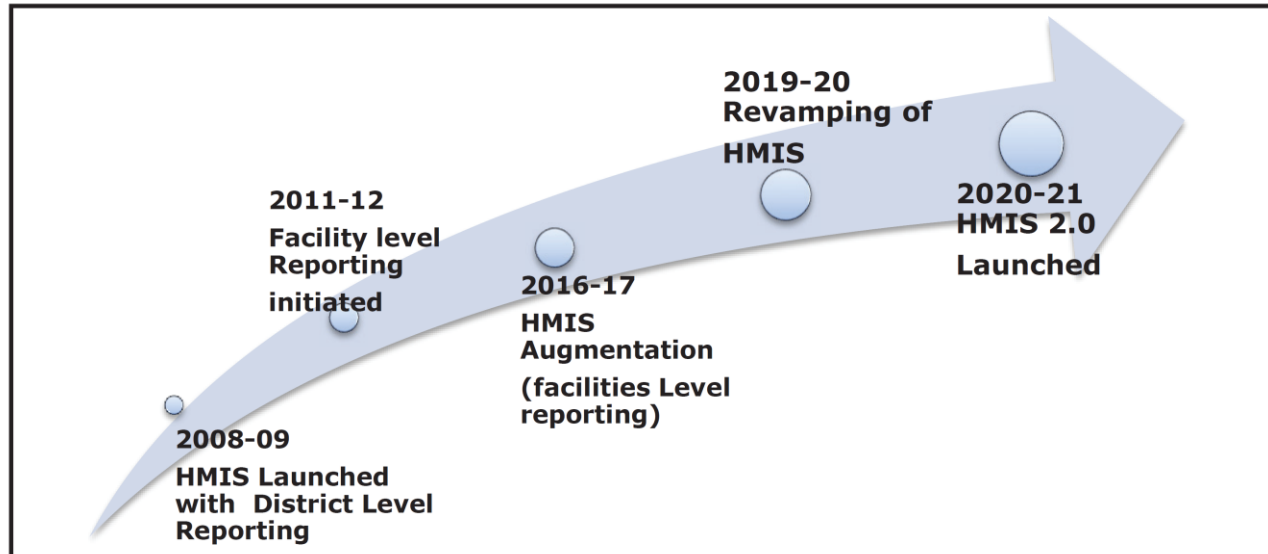 2008-09
HMIS Launched
with District Level
Reporting
2011-12
Facility level
Reporting
initiated
2016-17
HMIS
Augmentation
(facilities Level
reporting)
2019-20
Revamping of
HMIS
2020-21
HMIS 2.0
Launched